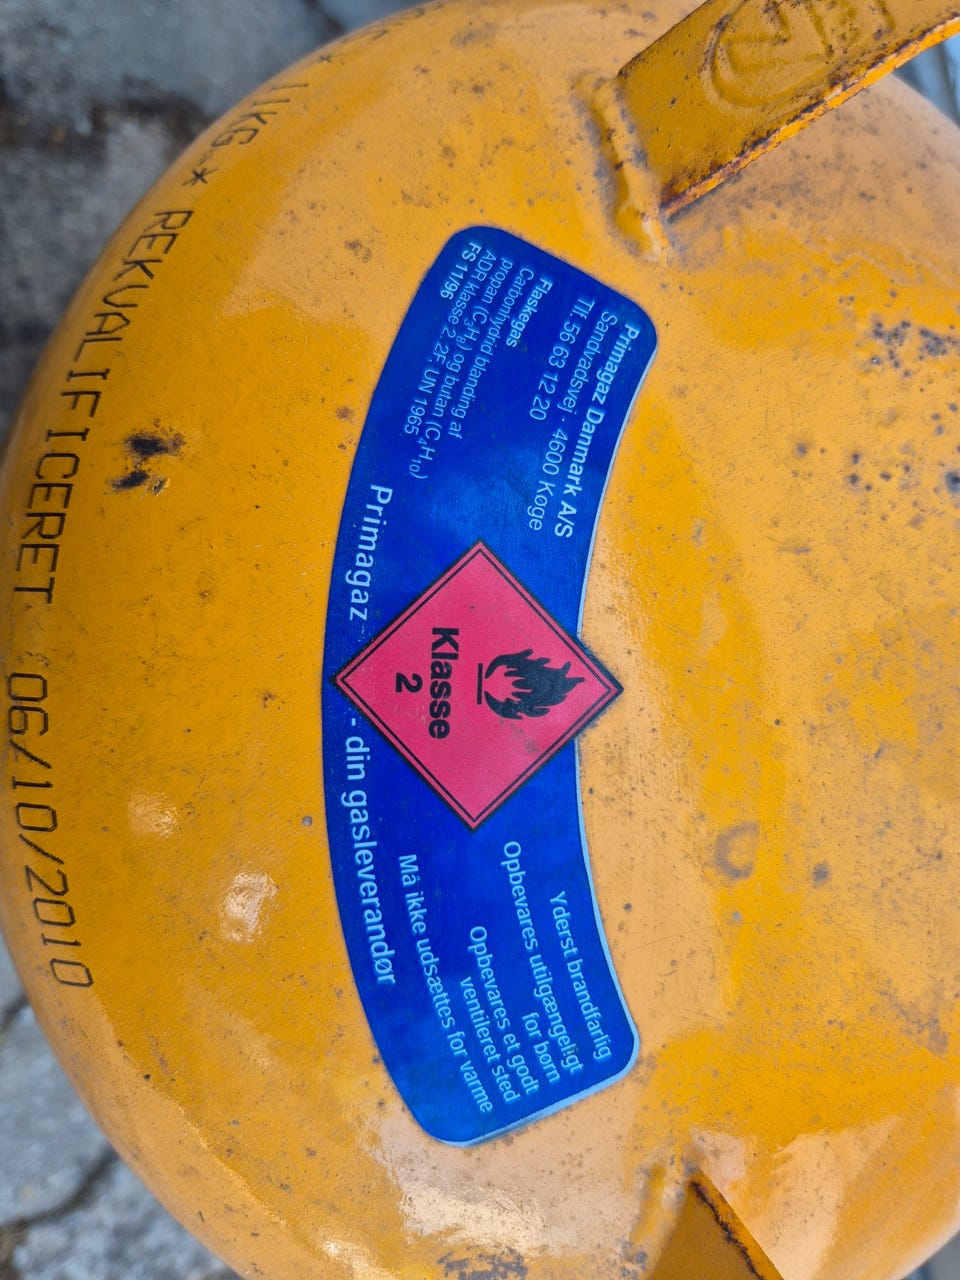 Primagaz Danmark A/S
Sandvadsvej - 4600 Køge
Tlf. 56 63 12 20
Flaskegas
Carbonhydrid blanding af
propan (C₃H₈) og butan (C₄H₁₀)
ADR klasse 2, 2F, UN 1965
FS 11/96
Klasse
2
Yderst brandfarlig
Opbevares utilgængeligt
for børn
Opbevares et godt
ventileret sted
Må ikke udsættes for varme
Primagaz - din gasleverandør
11KG. * REKVALIFICERET 06/10/2010